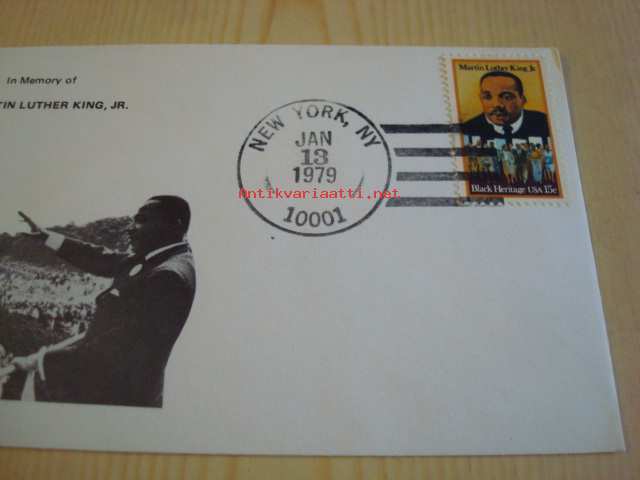 In Memory of
TIN LUTHER KING, JR.
NEW YORK, NY
JAN
13
1979
10001
Martin Luther King Jr.
Black Heritage USA 15c
Antikvariaatti.net